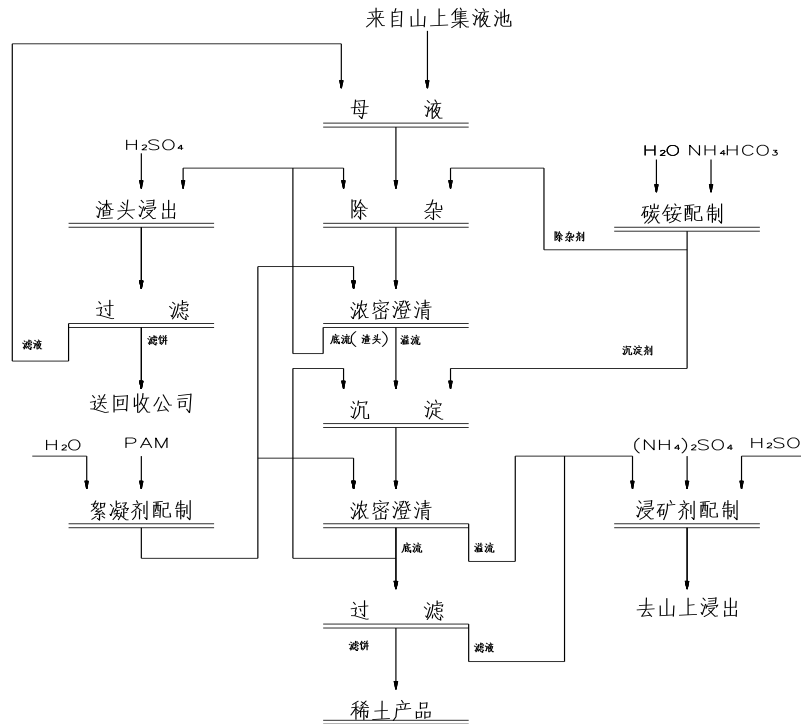 来自山上集液池
母 液
H₂SO₄
H₂O NH₄HCO₃
渣头浸出
除 杂
碳铵配制
除杂剂
过 滤
浓密澄清
滤液
滤饼
底流(渣头)
溢流
沉淀剂
送回收公司
沉 淀
H₂O
PAM
(NH₄)₂SO₄
H₂SO
絮凝剂配制
浓密澄清
浸矿剂配制
底流
溢流
过 滤
去山上浸出
滤饼
滤液
稀土产品